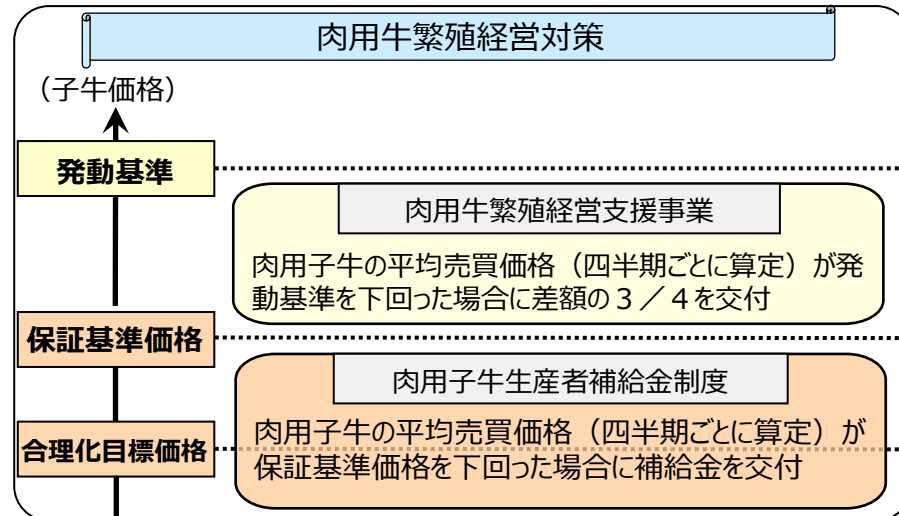 肉用牛繁殖経営対策
（子牛価格）
発動基準
肉用牛繁殖経営支援事業
肉用子牛の平均売買価格（四半期ごとに算定）が発
動基準を下回った場合に差額の３／４を交付
保証基準価格
肉用子牛生産者補給金制度
合理化目標価格
肉用子牛の平均売買価格（四半期ごとに算定）が
保証基準価格を下回った場合に補給金を交付